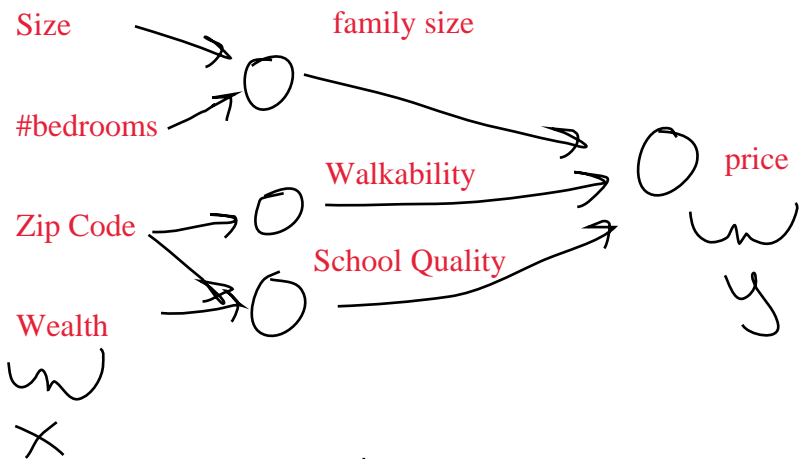 Size
family size
#bedrooms
price
Walkability
Zip Code
School Quality
Wealth
y
x